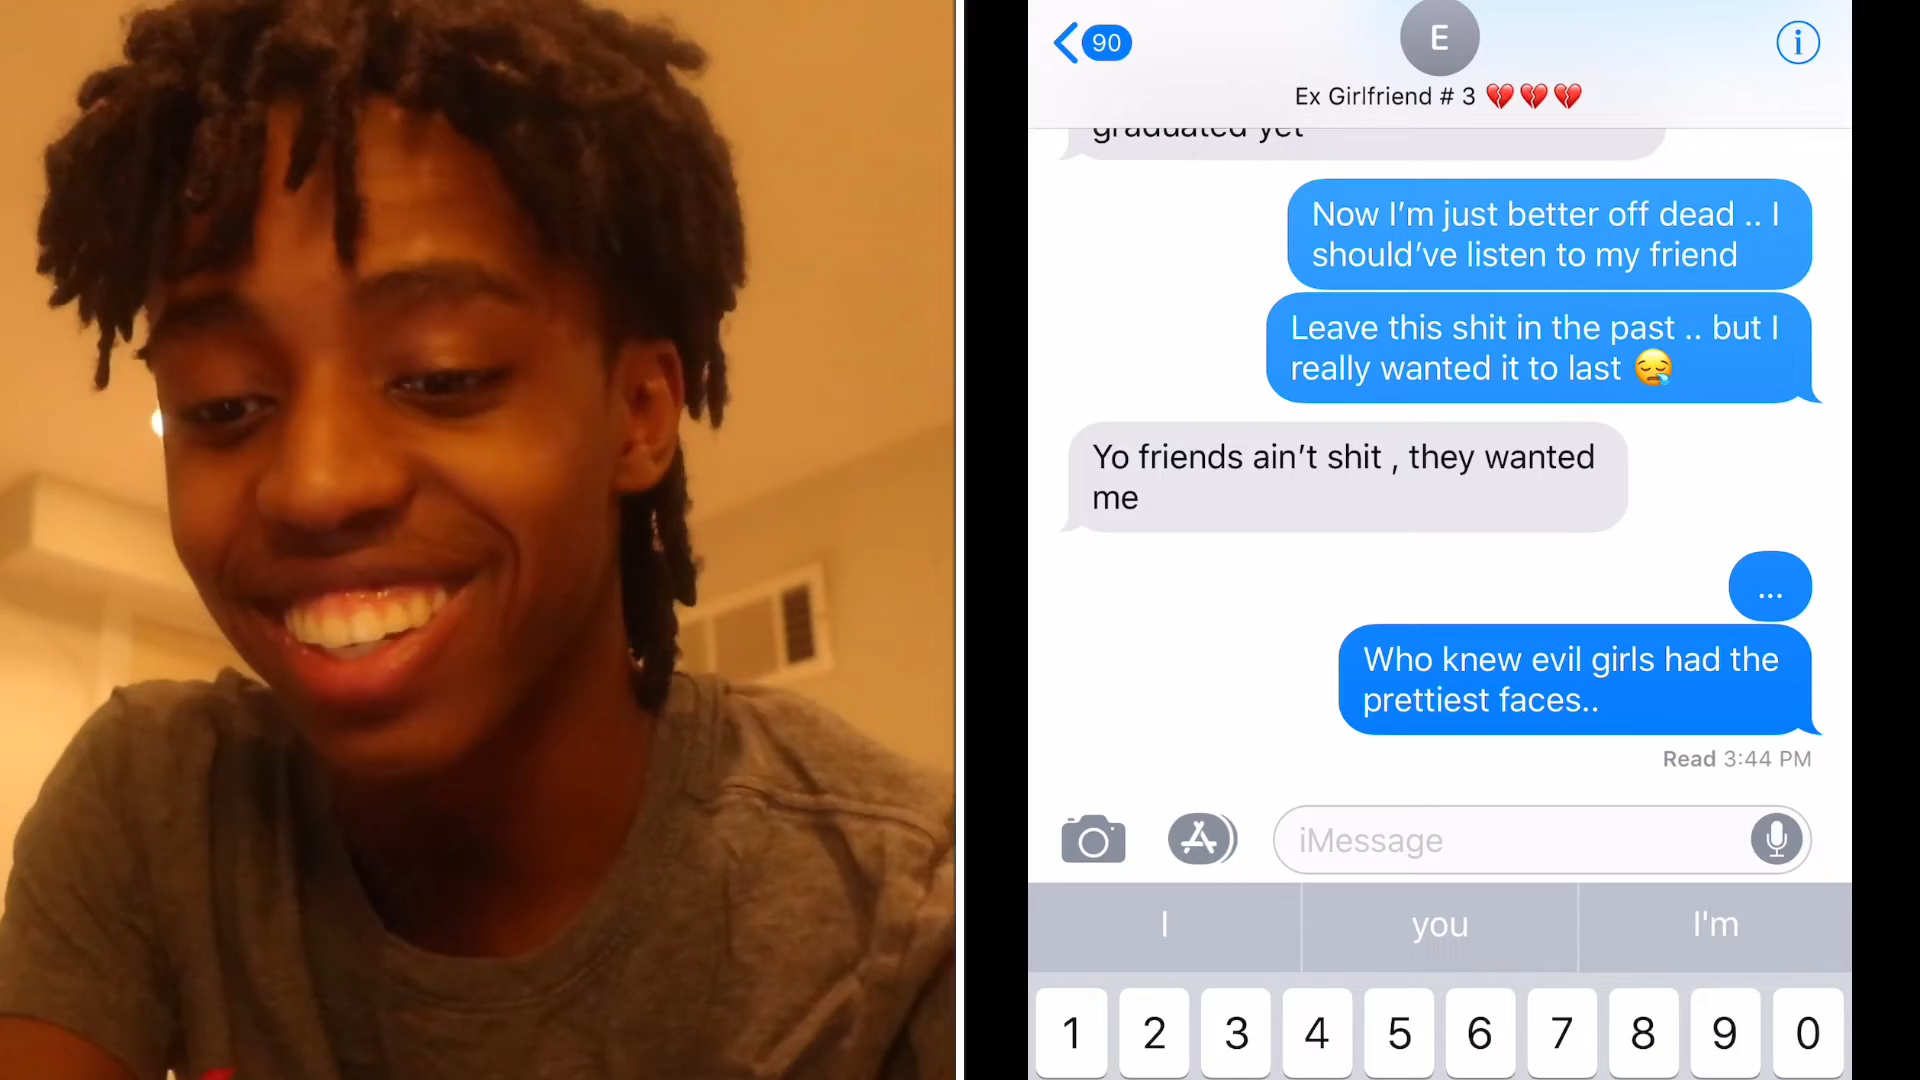 90
E
Ex Girlfriend # 3 💔💔💔
graduated yet
Now I’m just better off dead .. I
should’ve listen to my friend
Leave this shit in the past .. but I
really wanted it to last 😪
Yo friends ain’t shit , they wanted
me
...
Who knew evil girls had the
prettiest faces..
Read 3:44 PM
iMessage
I you I'm
1 2 3 4 5 6 7 8 9 0